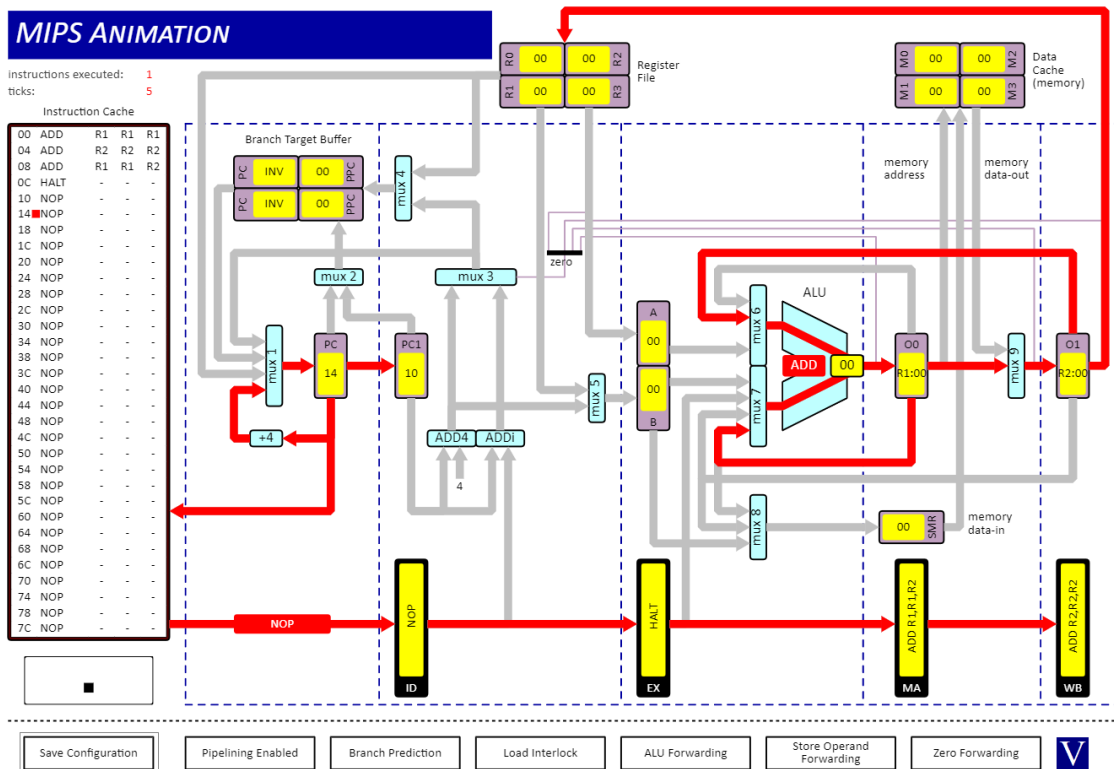 MIPS ANIMATION
instructions executed: 1
ticks: 5
Instruction Cache
00 ADD R1 R1 R1
04 ADD R2 R2 R2
08 ADD R1 R1 R2
0C HALT - - -
10 NOP - - -
14 NOP - - -
18 NOP - - -
1C NOP - - -
20 NOP - - -
24 NOP - - -
28 NOP - - -
2C NOP - - -
30 NOP - - -
34 NOP - - -
38 NOP - - -
3C NOP - - -
40 NOP - - -
44 NOP - - -
48 NOP - - -
4C NOP - - -
50 NOP - - -
54 NOP - - -
58 NOP - - -
5C NOP - - -
60 NOP - - -
64 NOP - - -
68 NOP - - -
6C NOP - - -
70 NOP - - -
74 NOP - - -
78 NOP - - -
7C NOP - - -
R0 00 00 R2
R1 00 00 R3
Register
File
M0 00 00 M2
M1 00 00 M3
Data
Cache
(memory)
Branch Target Buffer
PC INV 00 PPC
PC INV 00 PPC
mux 4
memory
address
memory
data-out
zero
mux 2
mux 3
mux 1
PC
14
PC1
10
+4
ADD4
ADDi
4
mux 5
A
00
00
B
ALU
mux 6
mux 7
ADD
00
O0
R1:00
mux 9
O1
R2:00
mux 8
00 SMR
memory
data-in
NOP
NOP
ID
HALT
EX
ADD R1,R1,R2
MA
ADD R2,R2,R2
WB
Save Configuration
Pipelining Enabled
Branch Prediction
Load Interlock
ALU Forwarding
Store Operand
Forwarding
Zero Forwarding
V